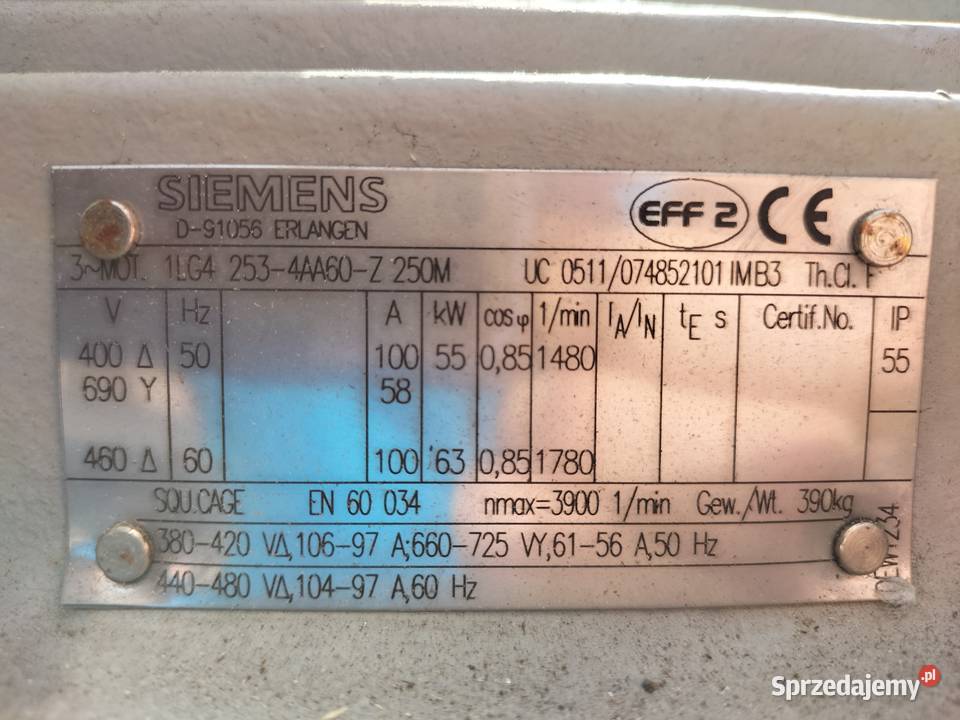 SIEMENS
D-91056 ERLANGEN
EFF 2 CE
3~MOT. 1LG4 253-4AA60-Z 250M UC 0511/074852101 IMB3 Th.Cl. F
V Hz A kW cosφ 1/min IA/IN tE s Certif.No. IP
400 Δ 50 100 55 0,85 1480 55
690 Y 58
460 Δ 60 100 63 0,85 1780
SQU.CAGE EN 60 034 nmax=3900 1/min Gew./Wt. 390kg
380-420 VΔ,106-97 A;660-725 VY,61-56 A,50 Hz
440-480 VΔ,104-97 A,60 Hz
Sprzedajemy.pl